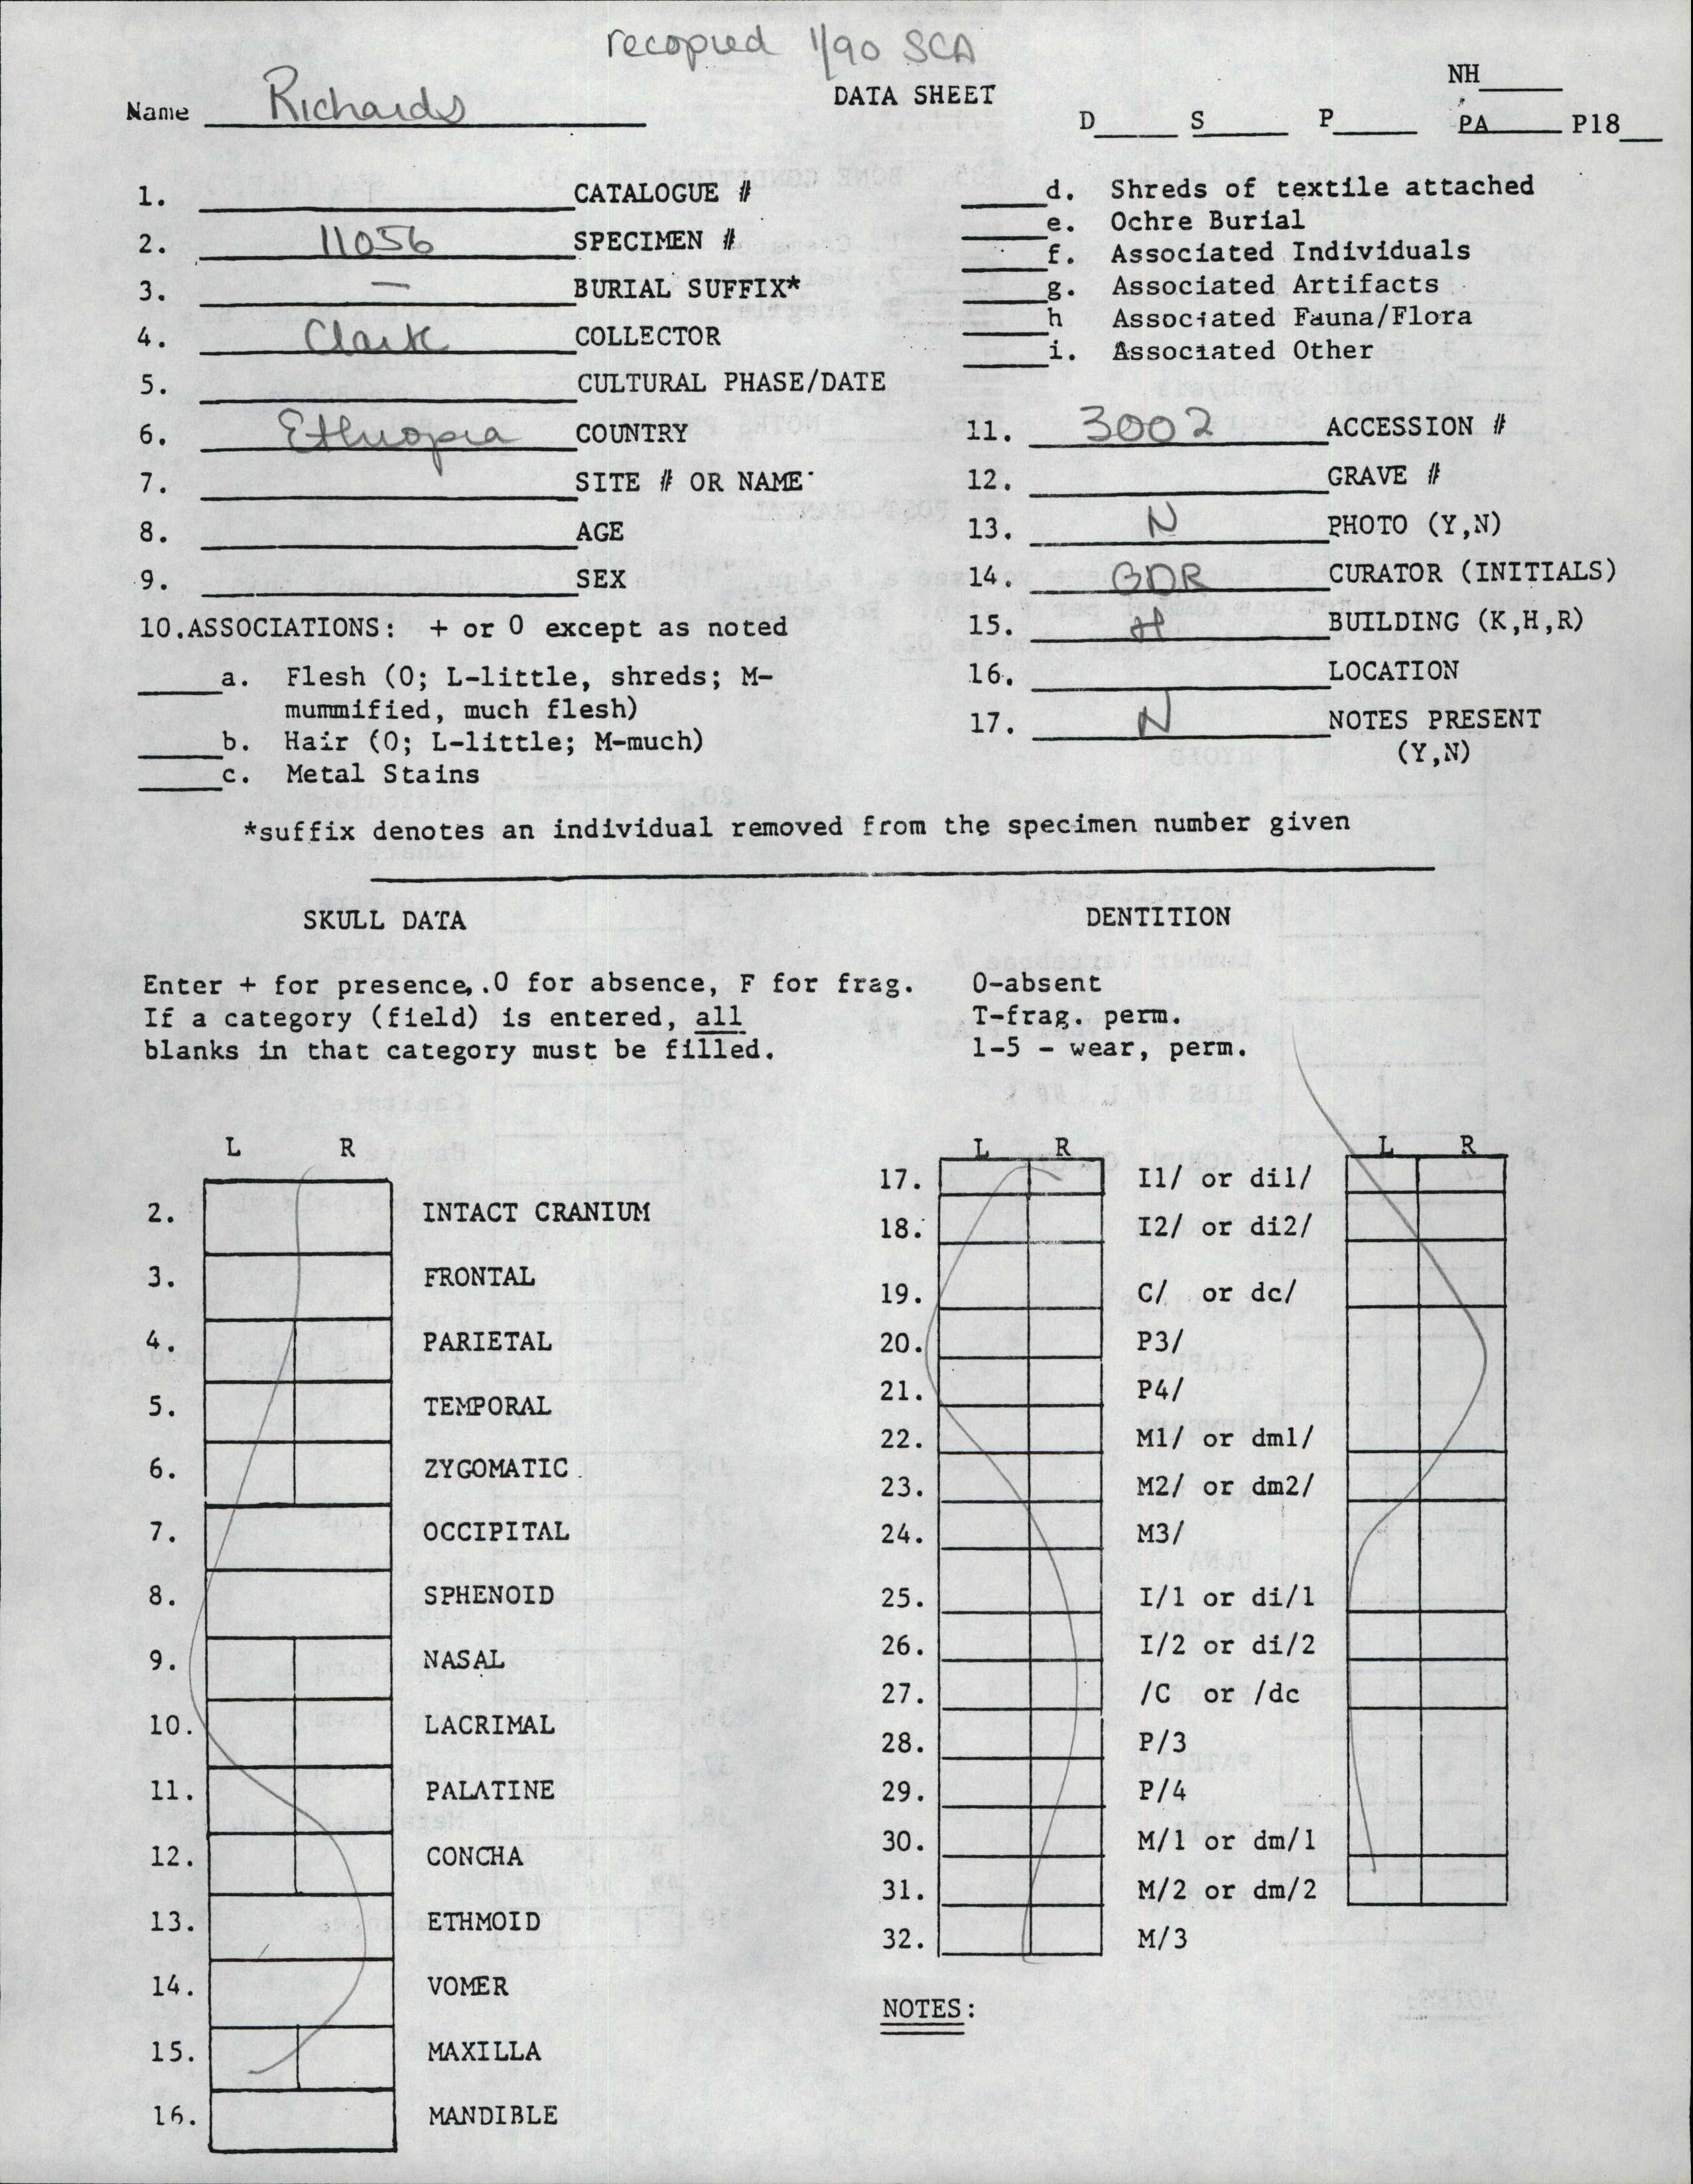 recopied 1/90 SCA
DATA SHEET
NH
Name Richards
D S P PA P18
1. CATALOGUE #
2. 11056 SPECIMEN #
3. — BURIAL SUFFIX*
4. Clark COLLECTOR
5. CULTURAL PHASE/DATE
6. Ethiopia COUNTRY
7. SITE # OR NAME
8. AGE
9. SEX
10.ASSOCIATIONS: + or 0 except as noted
a. Flesh (0; L-little, shreds; M-
mummified, much flesh)
b. Hair (0; L-little; M-much)
c. Metal Stains
d. Shreds of textile attached
e. Ochre Burial
f. Associated Individuals
g. Associated Artifacts
h Associated Fauna/Flora
i. Associated Other
11. 3002 ACCESSION #
12. GRAVE #
13. N PHOTO (Y,N)
14. GDR CURATOR (INITIALS)
15. H BUILDING (K,H,R)
16. LOCATION
17. N NOTES PRESENT
(Y,N)
*suffix denotes an individual removed from the specimen number given
SKULL DATA
Enter + for presence, .0 for absence, F for frag.
If a category (field) is entered, all
blanks in that category must be filled.
L R
2. INTACT CRANIUM
3. FRONTAL
4. PARIETAL
5. TEMPORAL
6. ZYGOMATIC
7. OCCIPITAL
8. SPHENOID
9. NASAL
10. LACRIMAL
11. PALATINE
12. CONCHA
13. ETHMOID
14. VOMER
15. MAXILLA
16. MANDIBLE
DENTITION
0-absent
T-frag. perm.
1-5 - wear, perm.
L R L R
17. I1/ or di1/
18. I2/ or di2/
19. C/ or dc/
20. P3/
21. P4/
22. M1/ or dm1/
23. M2/ or dm2/
24. M3/
25. I/1 or di/1
26. I/2 or di/2
27. /C or /dc
28. P/3
29. P/4
30. M/1 or dm/1
31. M/2 or dm/2
32. M/3
NOTES: